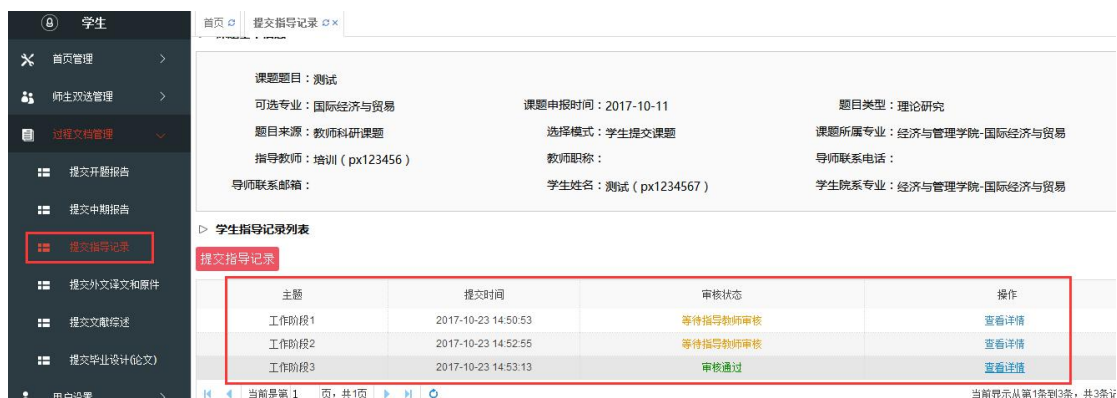 学生
首页 提交指导记录
首页管理
师生双选管理
过程文档管理
提交开题报告
提交中期报告
提交指导记录
提交外文译文和原件
提交文献综述
提交毕业设计(论文)
课题题目：测试
可选专业：国际经济与贸易 课题申报时间：2017-10-11 题目类型：理论研究
题目来源：教师科研课题 选择模式：学生提交课题 课题所属专业：经济与管理学院-国际经济与贸易
指导教师：培训（px123456） 教师职称： 导师联系电话：
导师联系邮箱： 学生姓名：测试（px1234567） 学生院系专业：经济与管理学院-国际经济与贸易
学生指导记录列表
提交指导记录
主题 提交时间 审核状态 操作
工作阶段1 2017-10-23 14:50:53 等待指导教师审核 查看详情
工作阶段2 2017-10-23 14:52:55 等待指导教师审核 查看详情
工作阶段3 2017-10-23 14:53:13 审核通过 查看详情
当前是第 1 页，共1页 当前显示从第1条到3条，共3条